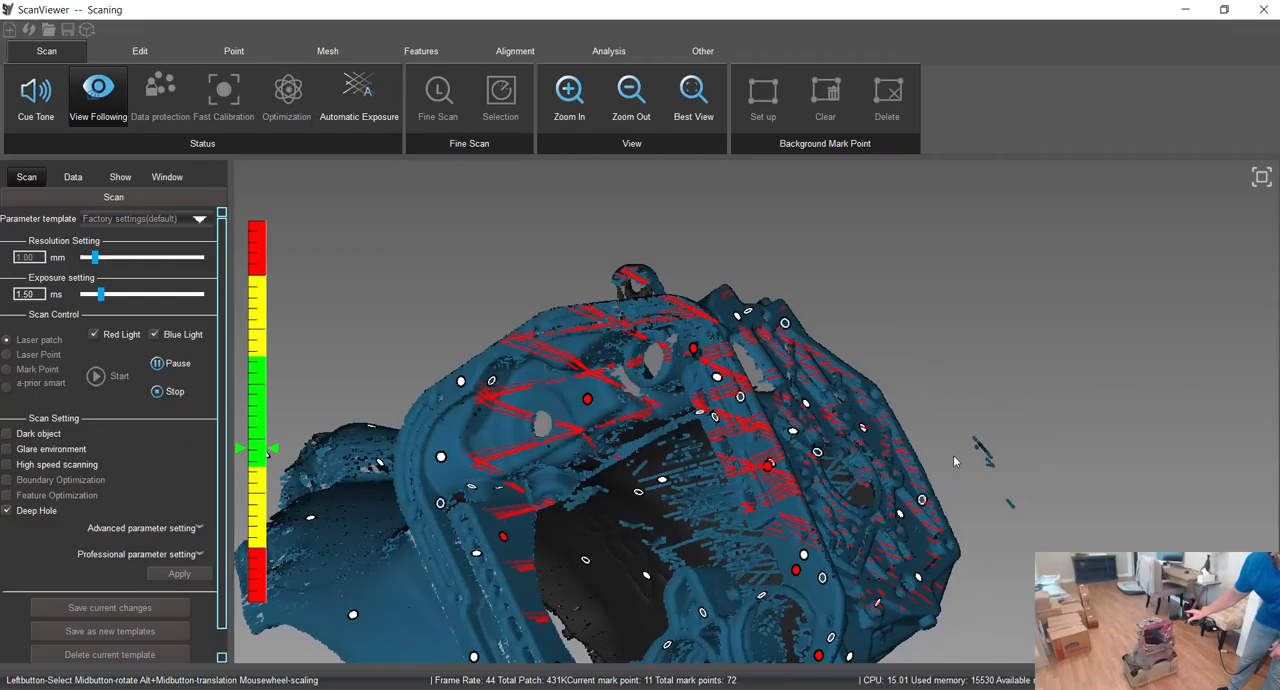 ScanViewer -- Scaning
Scan Edit Point Mesh Features Alignment Analysis Other
Cue Tone View Following Data protection Fast Calibration Optimization Automatic Exposure Fine Scan Selection Zoom In Zoom Out Best View Set up Clear Delete
Status Fine Scan View Background Mark Point
Scan Data Show Window
Scan
Parameter template Factory settings(default)
Resolution Setting
1.00 mm
Exposure setting
1.50 ms
Scan Control
Laser patch Red Light Blue Light
Laser Point
Mark Point Pause
a-prior smart Start
Stop
Scan Setting
Dark object
Glare environment
High speed scanning
Boundary Optimization
Feature Optimization
Deep Hole
Advanced parameter setting
Professional parameter setting
Apply
Save current changes
Save as new templates
Delete current template
Leftbutton-Select Midbutton-rotate Alt+Midbutton-translation Mousewheel-scaling | Frame Rate: 44 Total Patch: 431KCurrent mark point: 11 Total mark points: 72 | CPU: 15.01 Used memory: 15530 Available